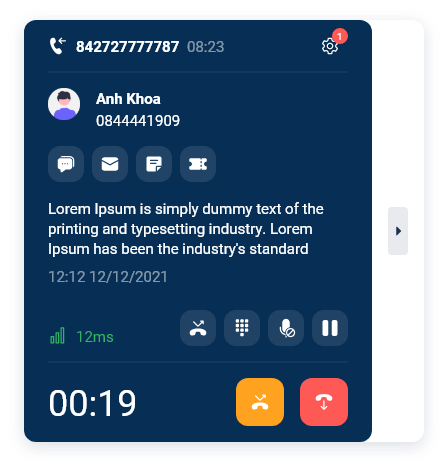 842727777787 08:23
1
Anh Khoa
0844441909
Lorem Ipsum is simply dummy text of the
printing and typesetting industry. Lorem
Ipsum has been the industry's standard
12:12 12/12/2021
12ms
00:19